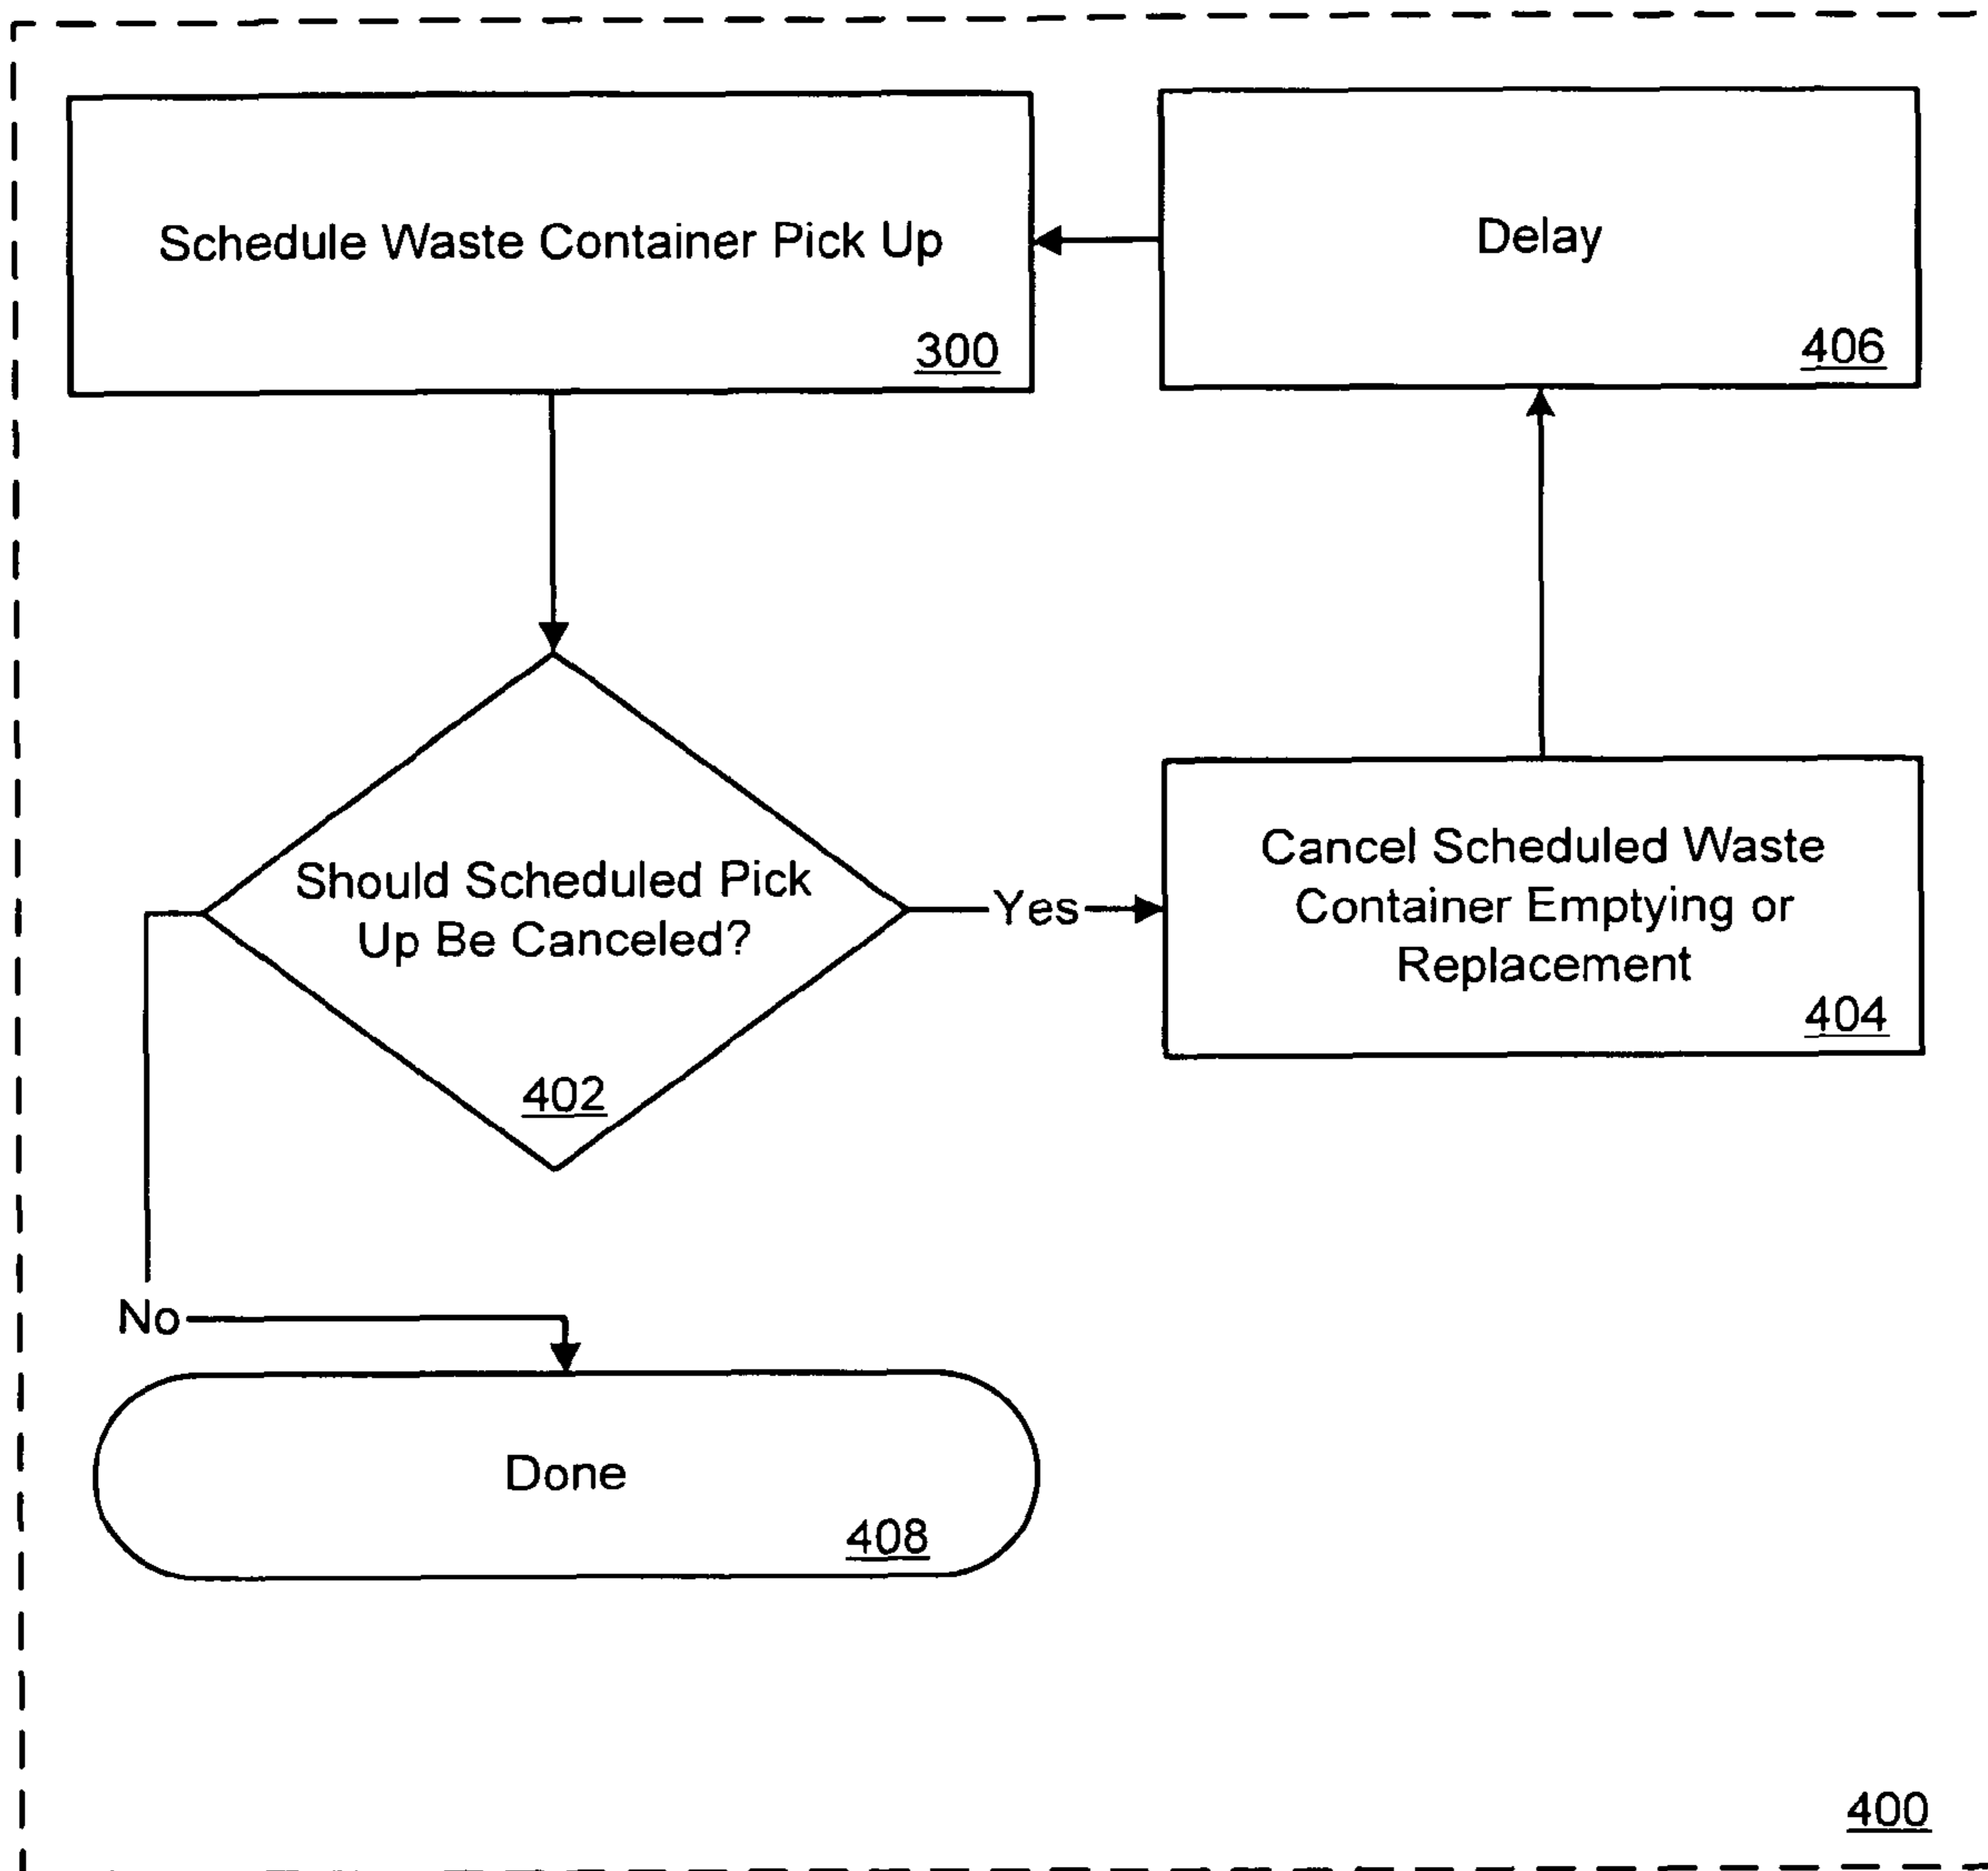 Schedule Waste Container Pick Up
300
Delay
406
Should Scheduled Pick
Up Be Canceled?
402
Yes
Cancel Scheduled Waste
Container Emptying or
Replacement
404
No
Done
408
400